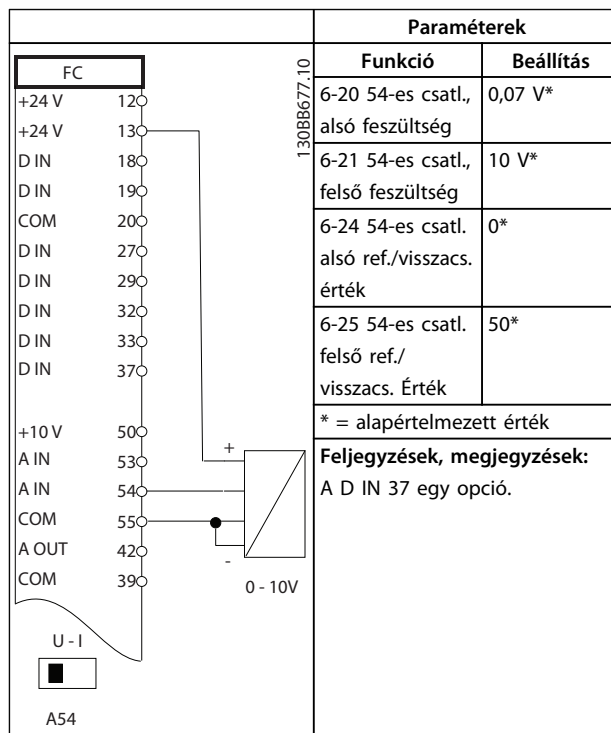 FC
+24 V 12
+24 V 13
D IN 18
D IN 19
COM 20
D IN 27
D IN 29
D IN 32
D IN 33
D IN 37
+10 V 50
A IN 53
A IN 54
COM 55
A OUT 42
COM 39
U - I
A54
+
-
0 - 10V
130BB677.10
Paraméterek
Funkció Beállítás
6-20 54-es csatl., 0,07 V*
alsó feszültség
6-21 54-es csatl., 10 V*
felső feszültség
6-24 54-es csatl. 0*
alsó ref./visszacs.
érték
6-25 54-es csatl. 50*
felső ref./
visszacs. Érték
* = alapértelmezett érték
Feljegyzések, megjegyzések:
A D IN 37 egy opció.